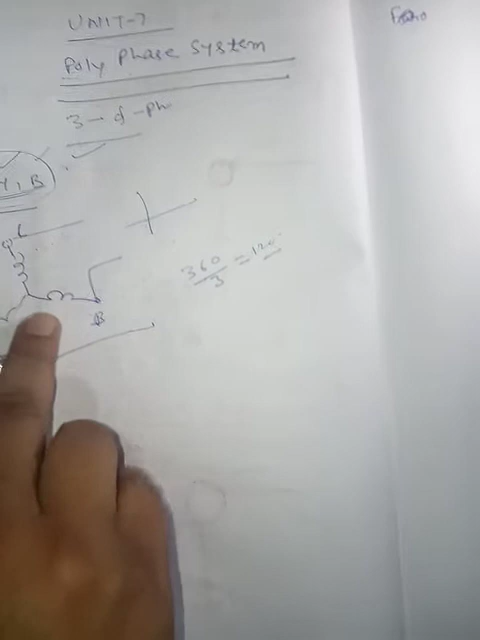 UNIT-7
Poly Phase System
3-ɸ-ph
Y, B
360/3 = 120°
B